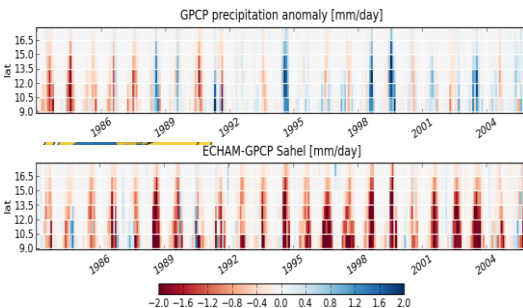 GPCP precipitation anomaly [mm/day]
16.5
15.0
13.5
12.0
10.5
9.0
lat
1986 1989 1992 1995 1998 2001 2004
ECHAM-GPCP Sahel [mm/day]
16.5
15.0
13.5
12.0
10.5
9.0
lat
1986 1989 1992 1995 1998 2001 2004
−2.0 −1.6 −1.2 −0.8 −0.4 0.0 0.4 0.8 1.2 1.6 2.0